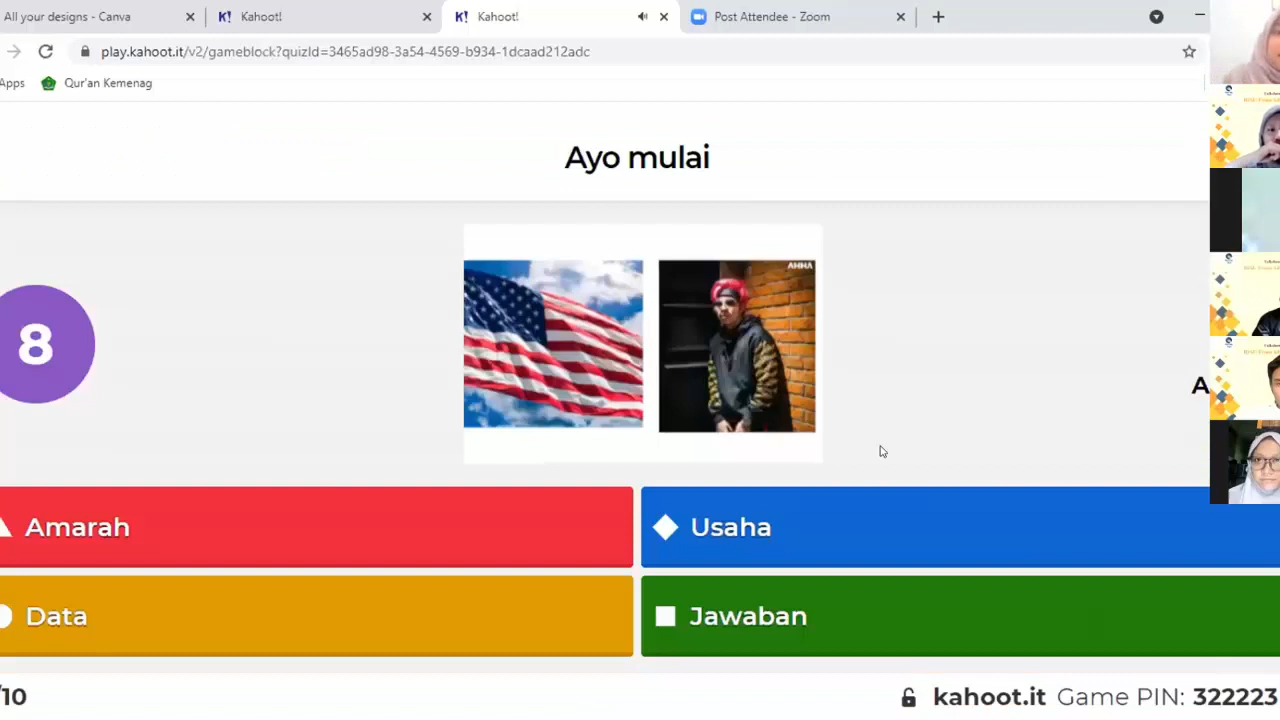 All your designs - Canva
Kahoot!
Kahoot!
Post Attendee - Zoom
play.kahoot.it/v2/gameblock?quizId=3465ad98-3a54-4569-b934-1dcaad212adc
Apps
Qur'an Kemenag
Ayo mulai
AHHA
8
A
Amarah
Usaha
Data
Jawaban
/10
kahoot.it Game PIN: 322223